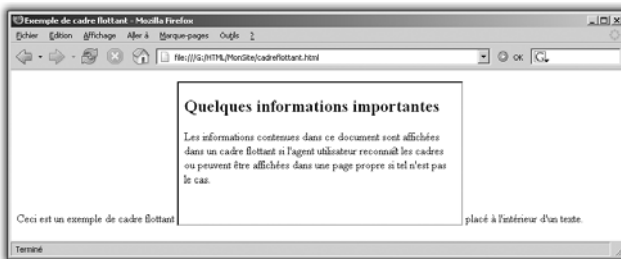 Exemple de cadre flottant - Mozilla Firefox
Fichier Edition Affichage Aller à Marque-pages Outils ?
file:///G:/HTML/MonSite/cadreflottant.html
OK
G
Quelques informations importantes
Les informations contenues dans ce document sont affichées
dans un cadre flottant si l'agent utilisateur reconnaît les cadres
ou peuvent être affichées dans une page propre si tel n'est pas
le cas.
Ceci est un exemple de cadre flottant placé à l'intérieur d'un texte.
Terminé